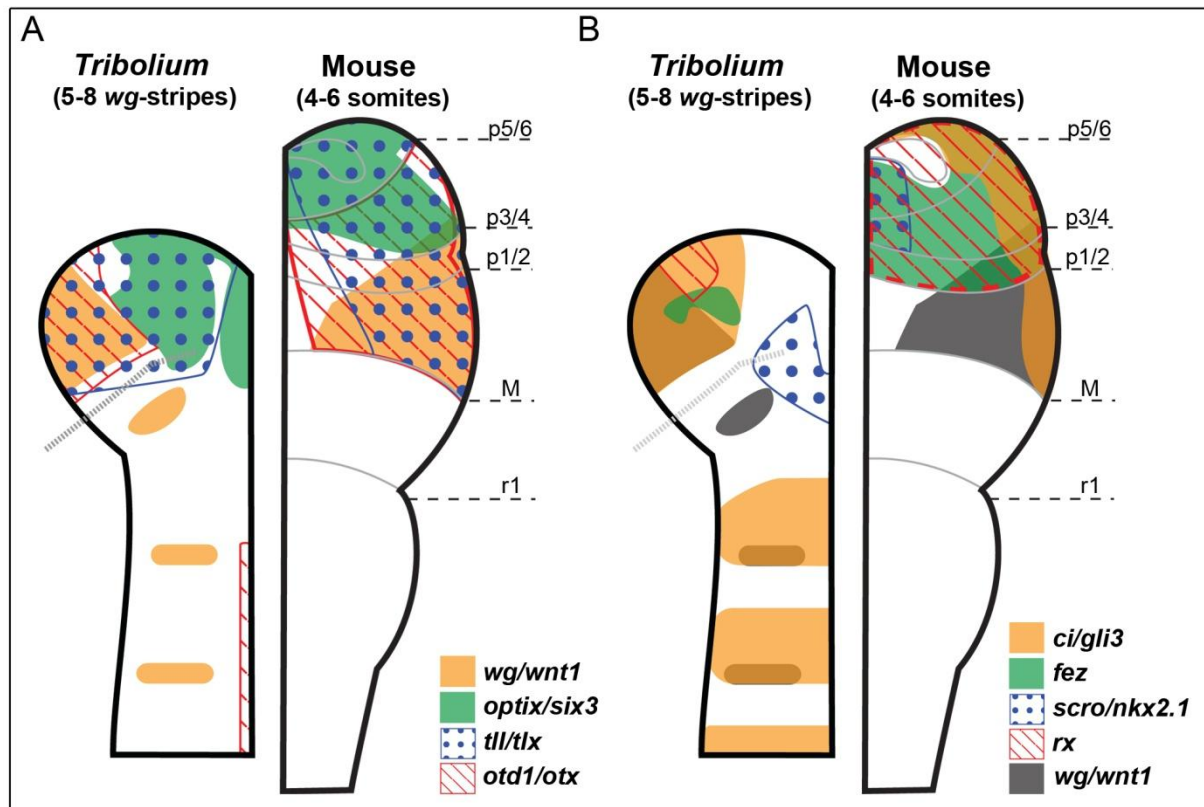 A
Tribolium
(5-8 wg-stripes)
Mouse
(4-6 somites)
p5/6
p3/4
p1/2
M
r1
wg/wnt1
optix/six3
tll/tlx
otd1/otx
B
Tribolium
(5-8 wg-stripes)
Mouse
(4-6 somites)
p5/6
p3/4
p1/2
M
r1
ci/gli3
fez
scro/nkx2.1
rx
wg/wnt1